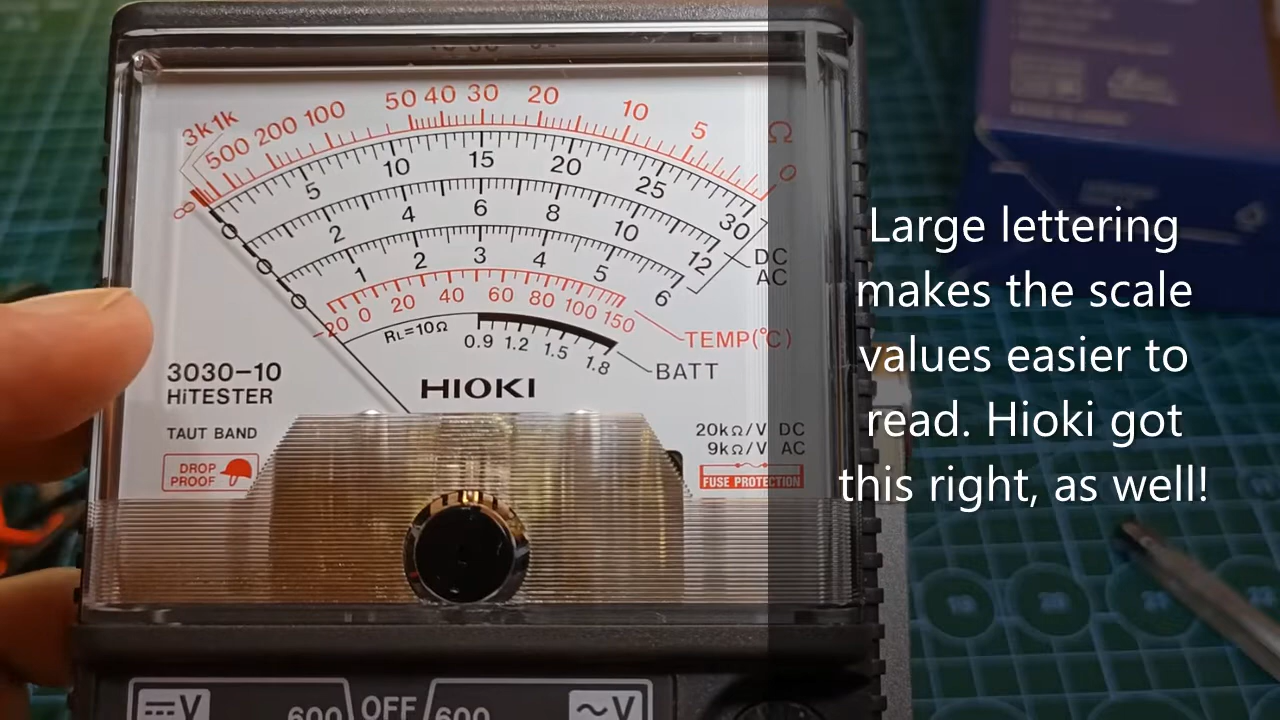 3k 1k 500 200 100 50 40 30 20 10 5 Ω
∞ 0
0 5 10 15 20 25 30
0 2 4 6 8 10 12
DC
AC
0 1 2 3 4 5 6
-20 0 20 40 60 80 100 150
TEMP(℃)
RL=10Ω
0.9 1.2 1.5 1.8
BATT
3030-10
HiTESTER
HIOKI
TAUT BAND
DROP
PROOF
20kΩ/V DC
9kΩ/V AC
FUSE PROTECTION
V 600 OFF 600 ~V
Large lettering
makes the scale
values easier to
read. Hioki got
this right, as well!